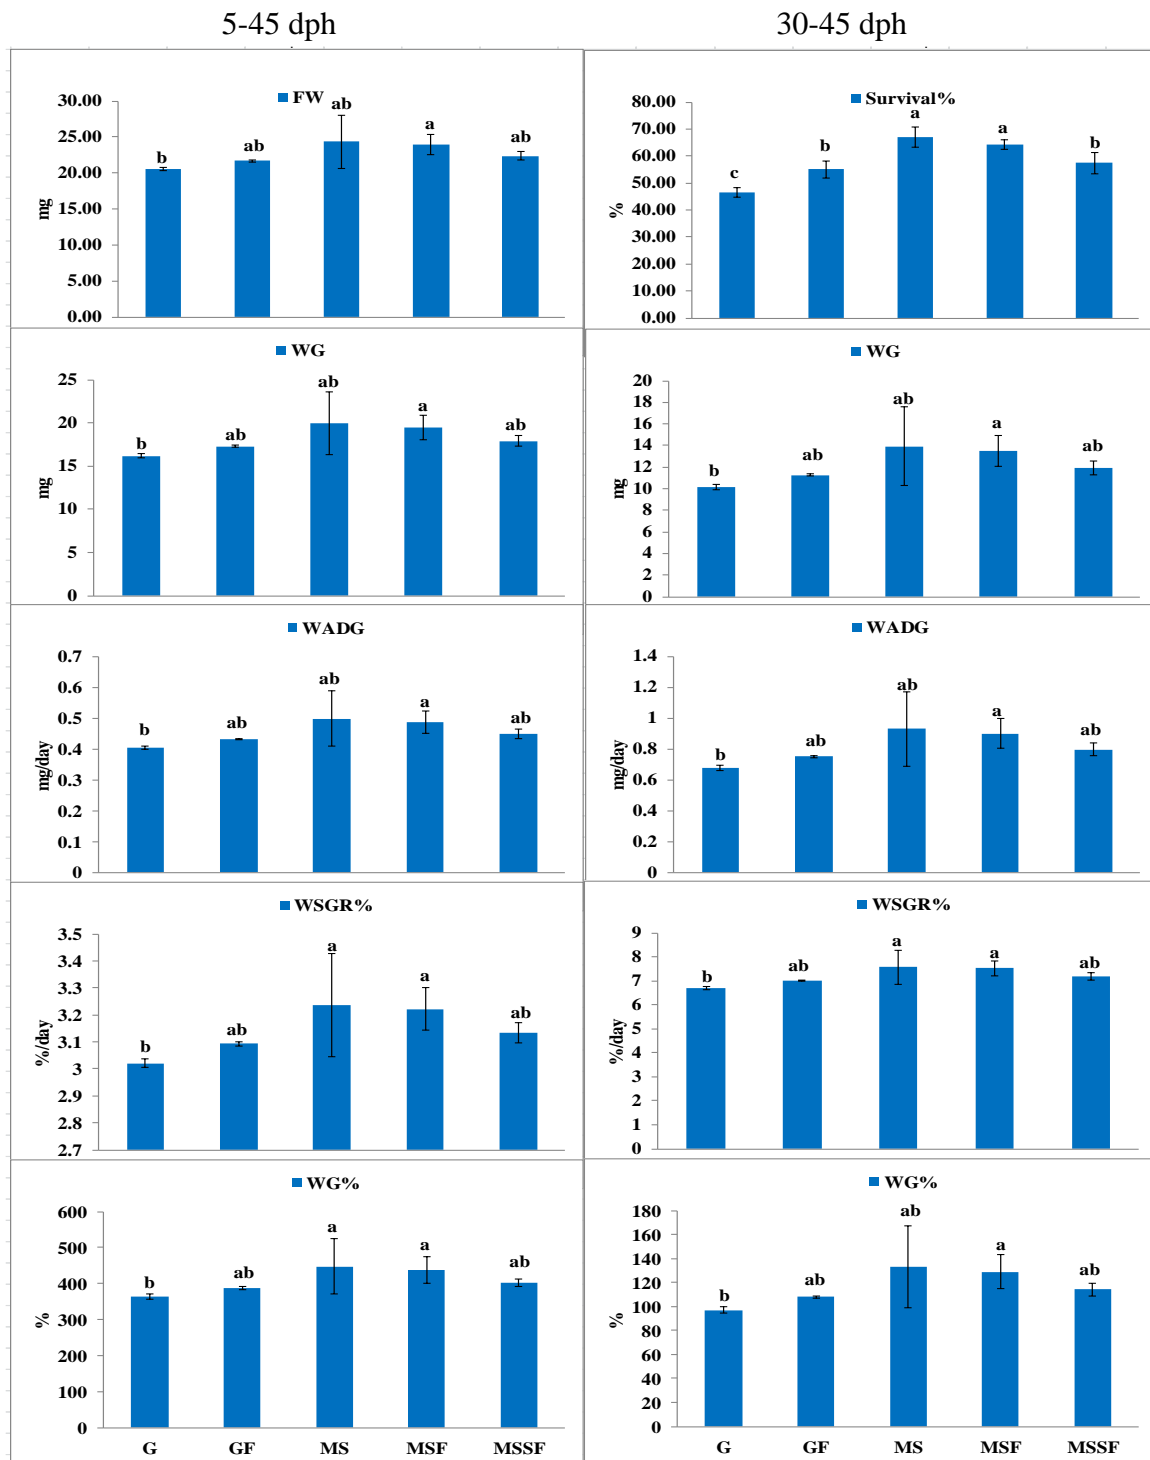 5-45 dph
30-45 dph
FW
30.00
25.00
20.00
15.00
10.00
5.00
0.00
mg
b
ab
ab
a
ab
Survival%
80.00
70.00
60.00
50.00
40.00
30.00
20.00
10.00
0.00
%
c
b
a
a
b
WG
25
20
15
10
5
0
mg
b
ab
ab
a
ab
WG
20
18
16
14
12
10
8
6
4
2
0
mg
b
ab
ab
a
ab
WADG
0.7
0.6
0.5
0.4
0.3
0.2
0.1
0
mg/day
b
ab
ab
a
ab
WADG
1.4
1.2
1
0.8
0.6
0.4
0.2
0
mg/day
b
ab
ab
a
ab
WSGR%
3.5
3.4
3.3
3.2
3.1
3
2.9
2.8
2.7
%/day
b
ab
a
a
ab
WSGR%
9
8
7
6
5
4
3
2
1
0
%/day
b
ab
a
a
ab
WG%
600
500
400
300
200
100
0
%
b
ab
a
a
ab
G GF MS MSF MSSF
WG%
180
160
140
120
100
80
60
40
20
0
%
b
ab
ab
a
ab
G GF MS MSF MSSF